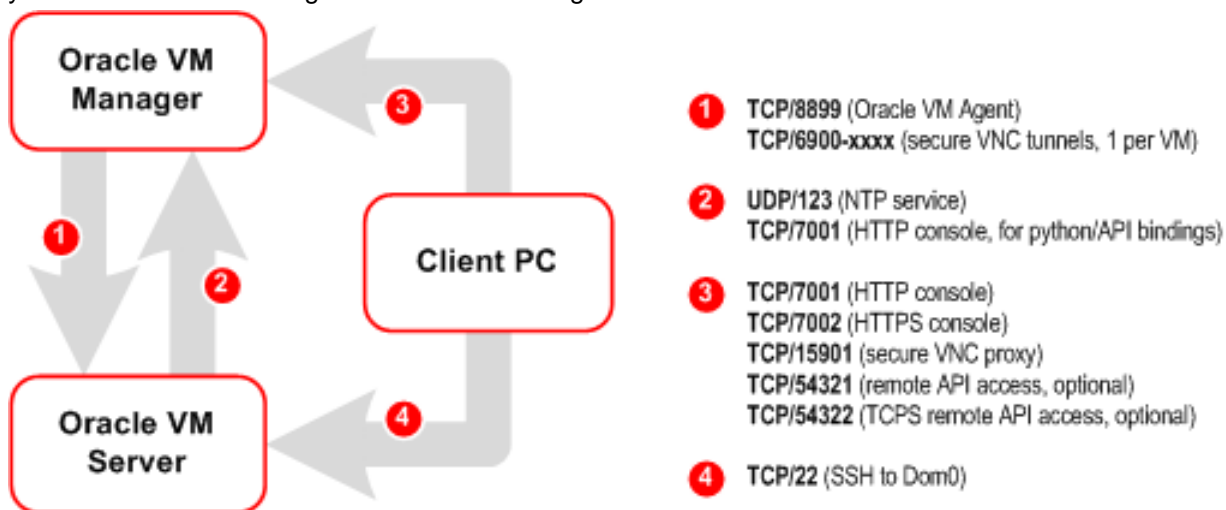 Oracle VM
Manager
1
2
3
4
Client PC
Oracle VM
Server
1 TCP/8899 (Oracle VM Agent)
TCP/6900-xxxx (secure VNC tunnels, 1 per VM)
2 UDP/123 (NTP service)
TCP/7001 (HTTP console, for python/API bindings)
3 TCP/7001 (HTTP console)
TCP/7002 (HTTPS console)
TCP/15901 (secure VNC proxy)
TCP/54321 (remote API access, optional)
TCP/54322 (TCPS remote API access, optional)
4 TCP/22 (SSH to Dom0)